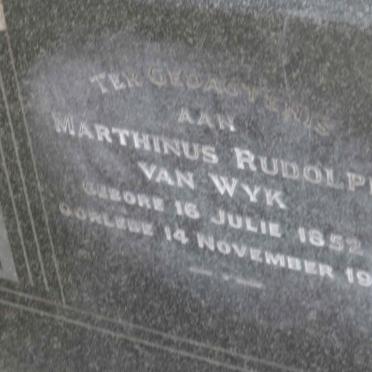 TER GEDAGTENIS
AAN
MARTHINUS RUDOLPH
VAN WYK
GEBORE 16 JULIE 1852
OORLEDE 14 NOVEMBER 19